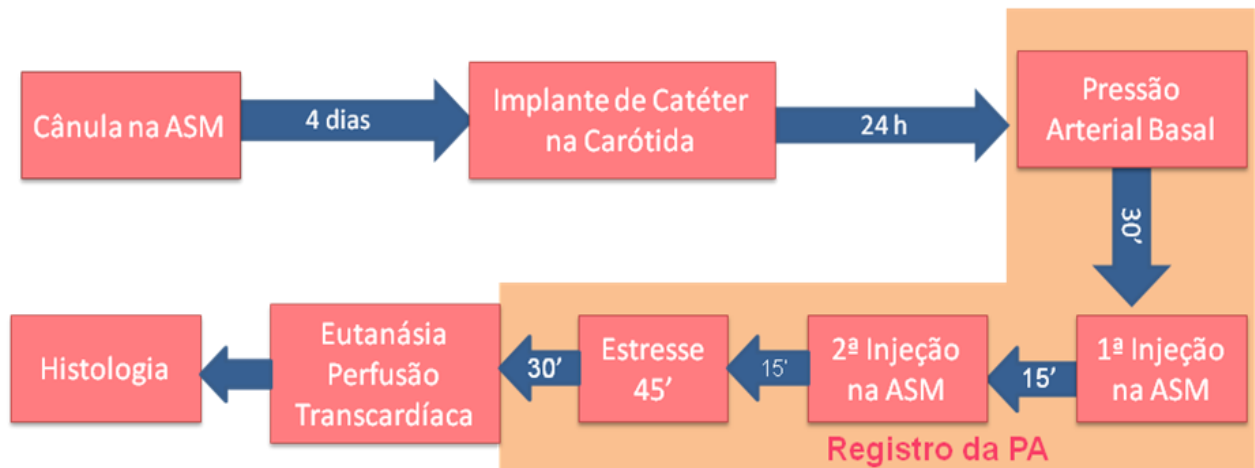 Cânula na ASM
4 dias
Implante de Catéter
na Carótida
24 h
Pressão
Arterial Basal
30'
1ª Injeção
na ASM
15'
2ª Injeção
na ASM
15'
Estresse
45'
30'
Eutanásia
Perfusão
Transcardíaca
Histologia
Registro da PA